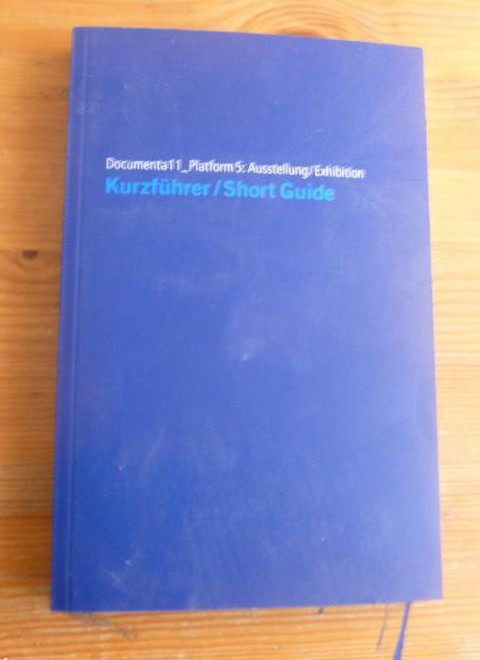 Documenta11_Platform5: Ausstellung/Exhibition
Kurzführer/Short Guide